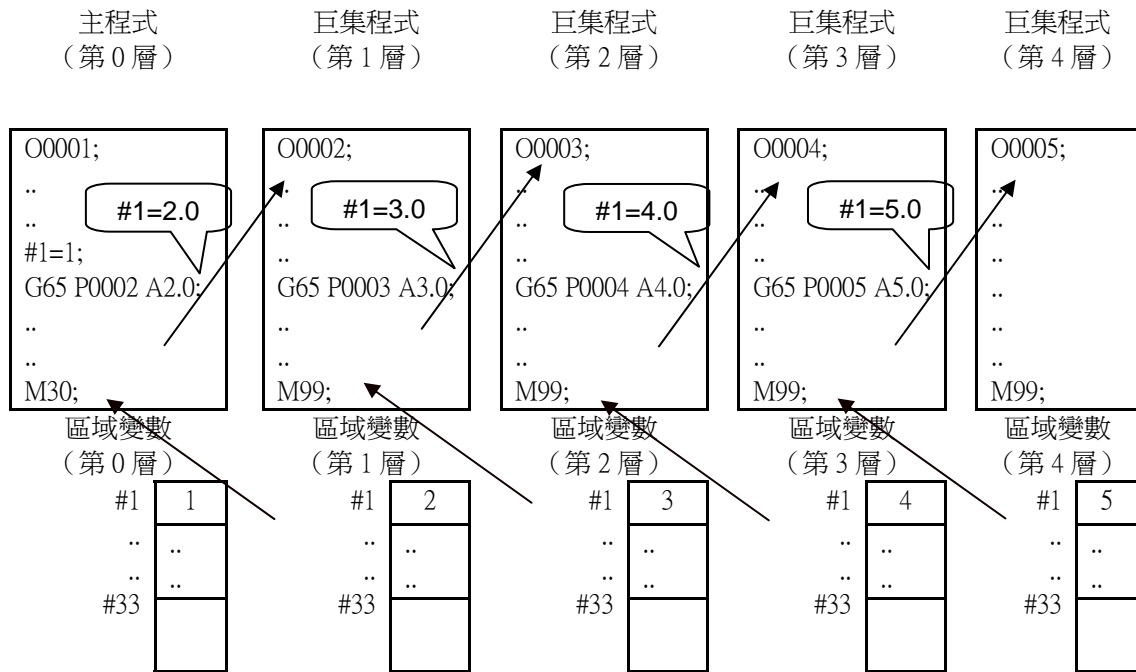 主程式 巨集程式 巨集程式 巨集程式 巨集程式
(第0層) (第1層) (第2層) (第3層) (第4層)
O0001; O0002; O0003; O0004; O0005;
.. .. .. .. ..
#1=2.0 #1=3.0 #1=4.0 #1=5.0
.. .. .. .. ..
#1=1; .. .. .. ..
G65 P0002 A2.0; G65 P0003 A3.0; G65 P0004 A4.0; G65 P0005 A5.0; ..
.. .. .. .. ..
.. .. .. .. ..
M30; M99; M99; M99; M99;
區域變數 區域變數 區域變數 區域變數 區域變數
(第0層) (第1層) (第2層) (第3層) (第4層)
#1 1 #1 2 #1 3 #1 4 #1 5
.. .. .. .. .. .. .. .. .. ..
.. .. .. .. .. .. .. .. .. ..
#33 #33 #33 #33 #33